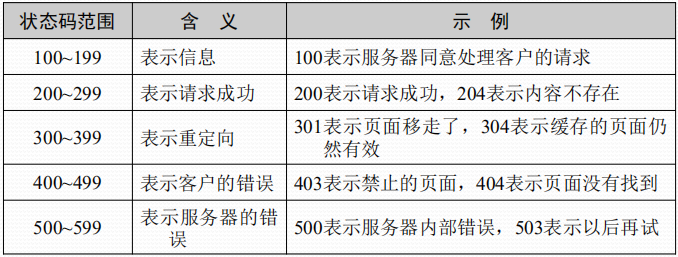 状态码范围 含 义 示 例
100~199 表示信息 100表示服务器同意处理客户的请求
200~299 表示请求成功 200表示请求成功，204表示内容不存在
300~399 表示重定向 301表示页面移走了，304表示缓存的页面仍
然有效
400~499 表示客户的错误 403表示禁止的页面，404表示页面没有找到
500~599 表示服务器的错 500表示服务器内部错误，503表示以后再试
误